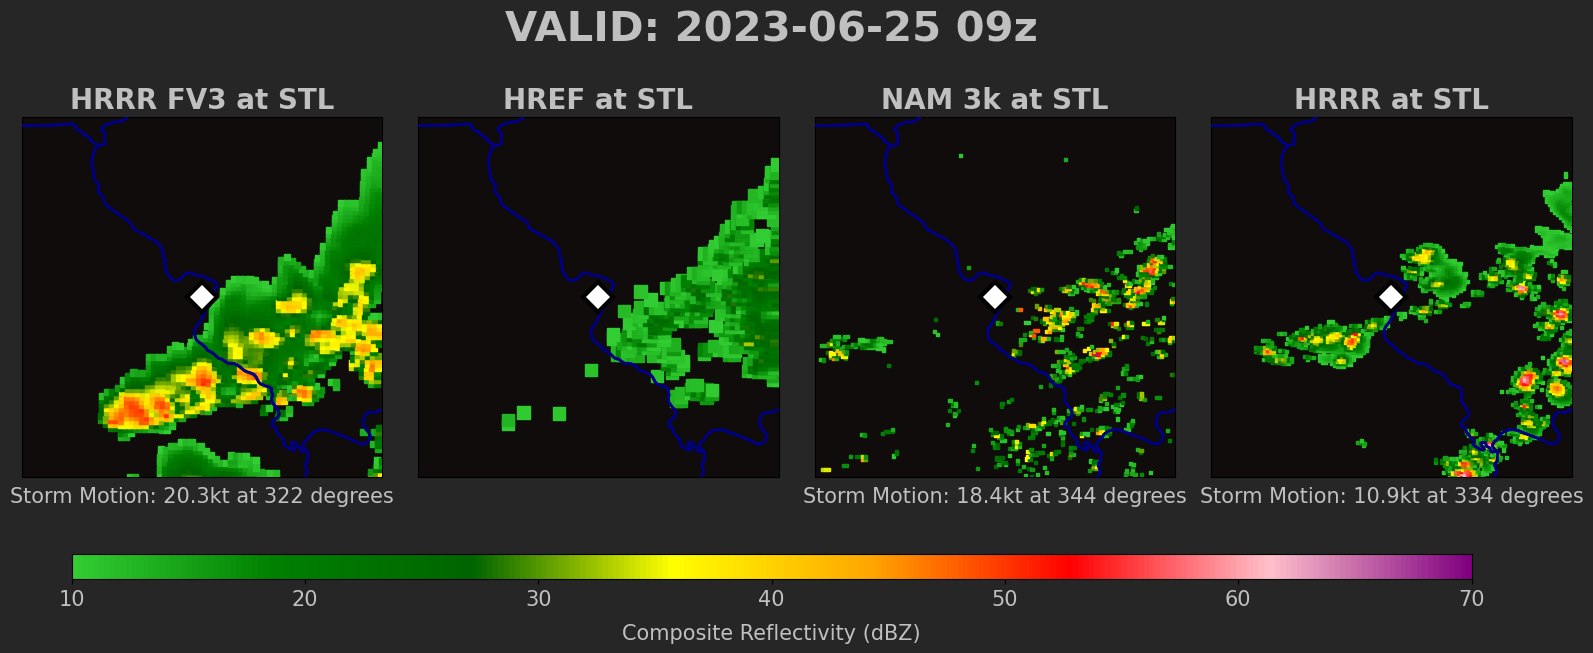 VALID: 2023-06-25 09z
HRRR FV3 at STL
HREF at STL
NAM 3k at STL
HRRR at STL
Storm Motion: 20.3kt at 322 degrees
Storm Motion: 18.4kt at 344 degrees
Storm Motion: 10.9kt at 334 degrees
10 20 30 40 50 60 70
Composite Reflectivity (dBZ)